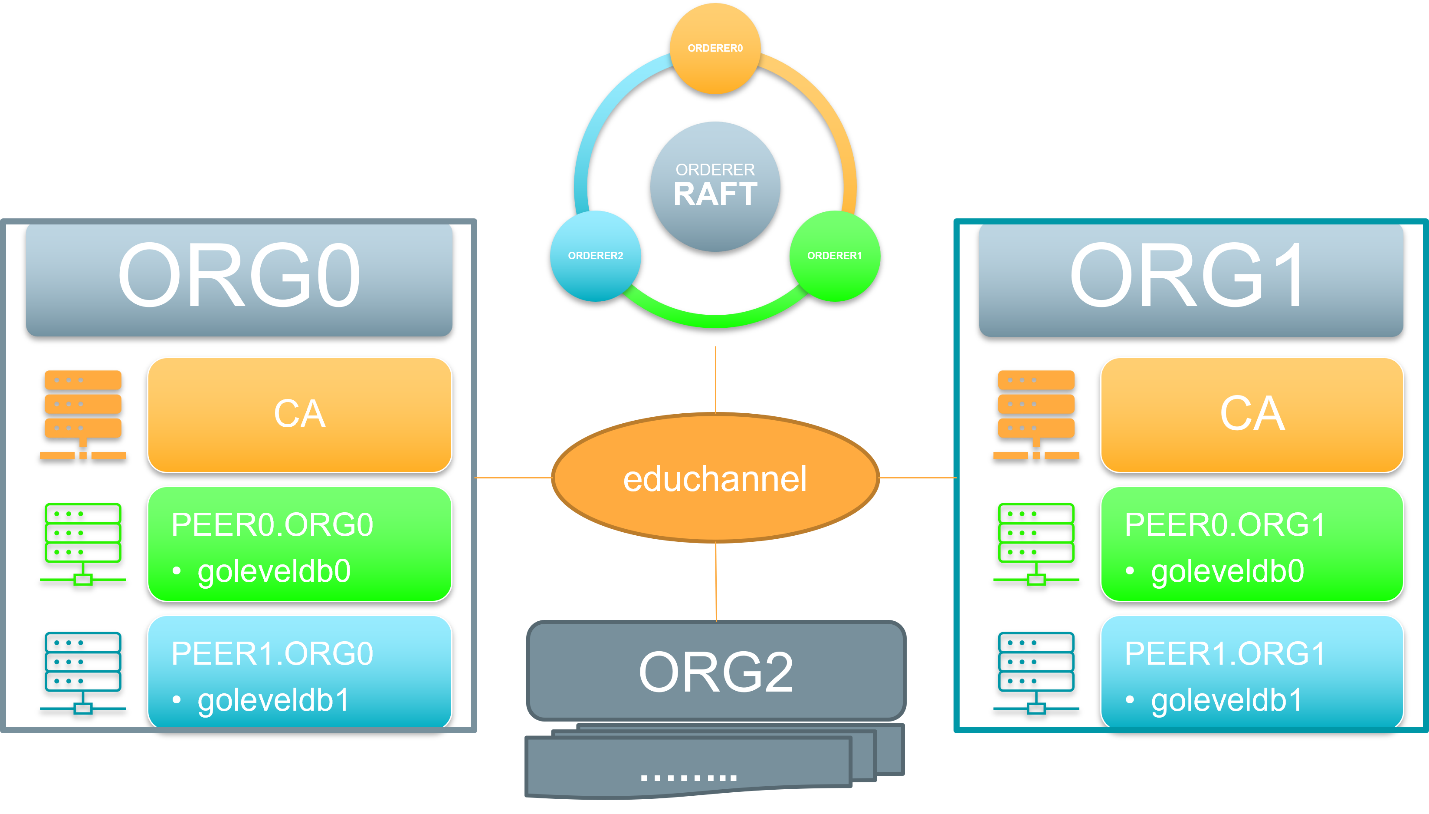 ORDERER0
ORDERER
RAFT
ORDERER2
ORDERER1
ORG0
CA
PEER0.ORG0
• goleveldb0
PEER1.ORG0
• goleveldb1
educhannel
ORG2
........
ORG1
CA
PEER0.ORG1
• goleveldb0
PEER1.ORG1
• goleveldb1